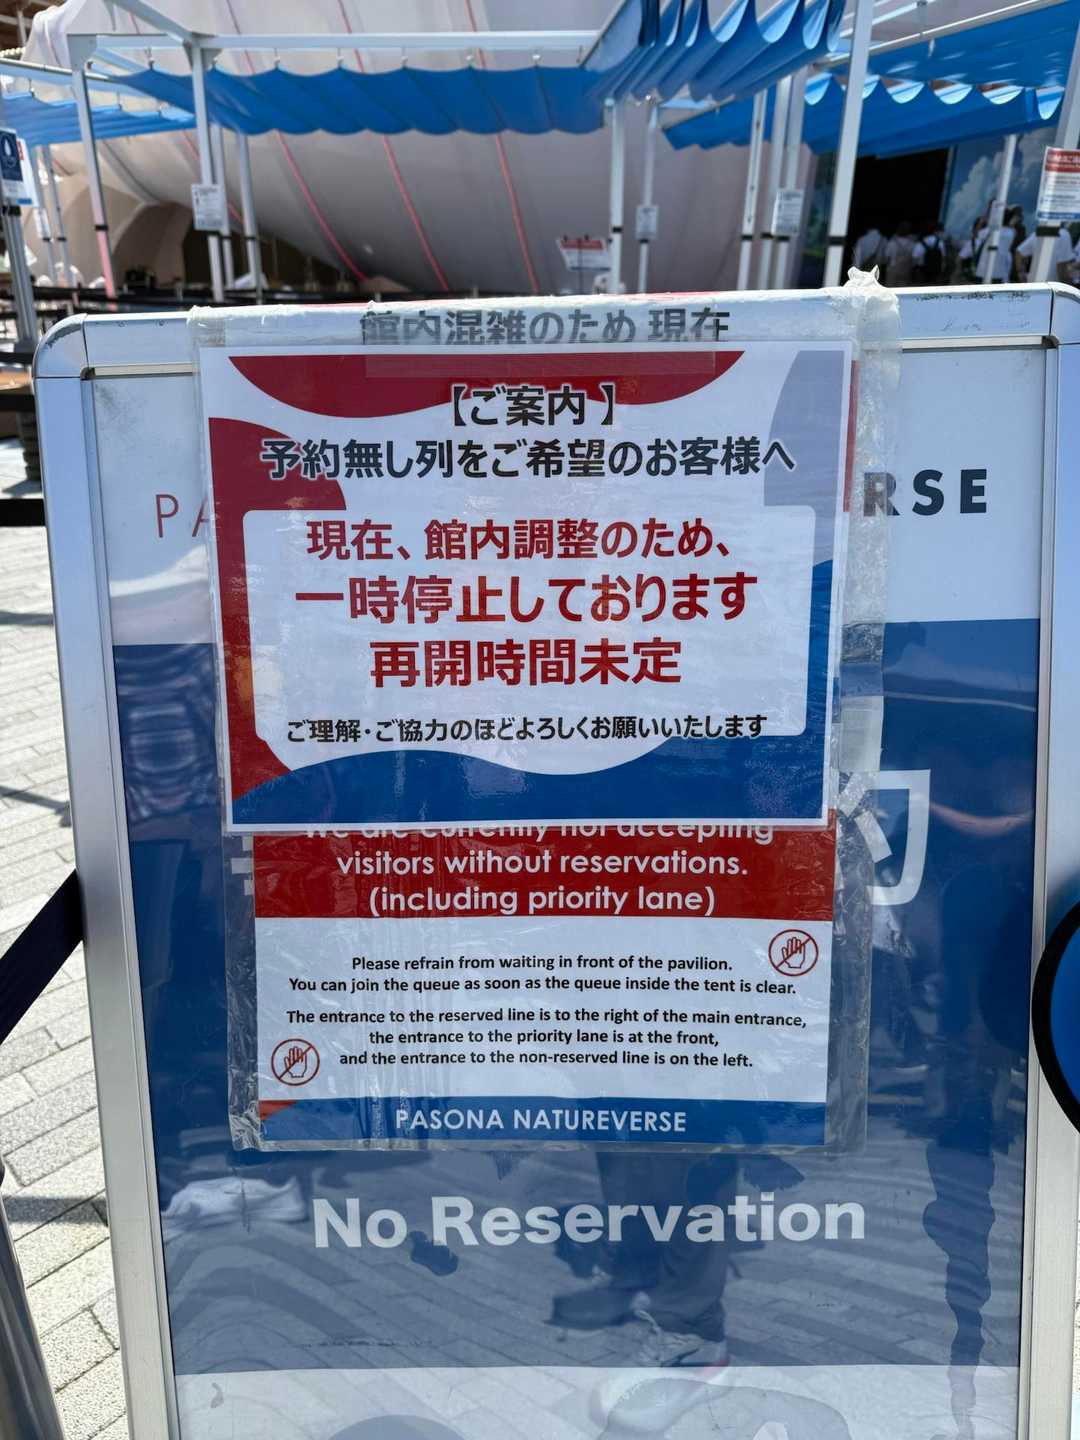 館内混雑のため 現在
【ご案内】
予約無し列をご希望のお客様へ
PA
RSE
現在、館内調整のため、
一時停止しております
再開時間未定
ご理解・ご協力のほどよろしくお願いいたします
We are currently not accepting
visitors without reservations.
(including priority lane)
Please refrain from waiting in front of the pavilion.
You can join the queue as soon as the queue inside the tent is clear.
The entrance to the reserved line is to the right of the main entrance,
the entrance to the priority lane is at the front,
and the entrance to the non-reserved line is on the left.
PASONA NATUREVERSE
No Reservation